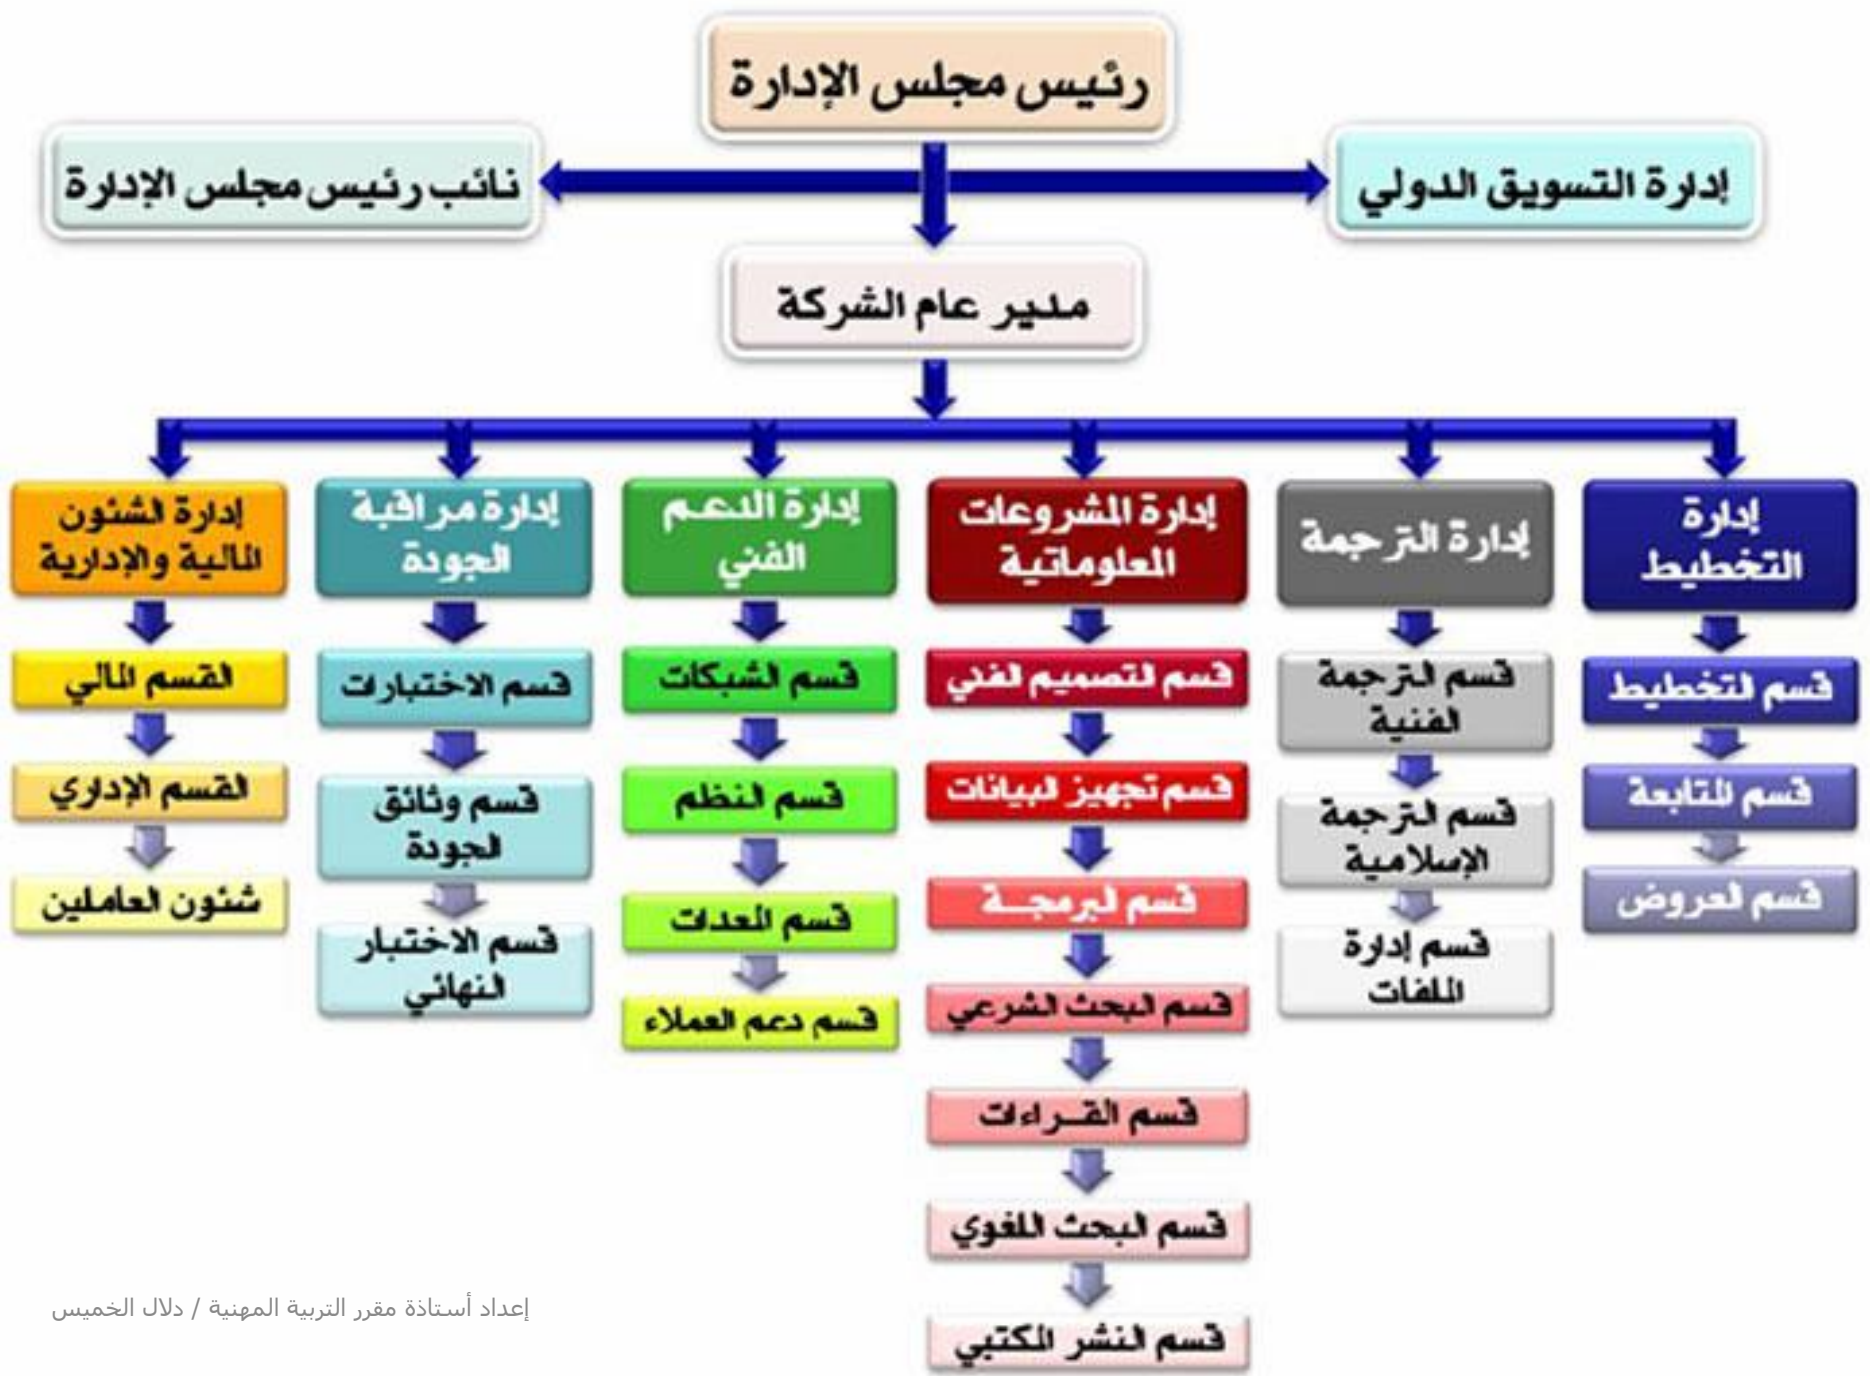 رئيس مجلس الإدارة
إدارة التسويق الدولي
نائب رئيس مجلس الإدارة
مدير عام الشركة
إدارة
التخطيط
قسم التخطيط
قسم المتابعة
قسم العروض
إدارة الترجمة
قسم الترجمة
الفنية
قسم الترجمة
الإسلامية
قسم إدارة
الملفات
إدارة المشروعات
المعلوماتية
قسم التصميم الفني
قسم تجهيز البيانات
قسم البرمجــة
قسم البحث الشرعي
قسم القــراءات
قسم البحث اللغوي
قسم النشر المكتبي
إدارة الدعـم
الفني
قسم الشبكات
قسم النظم
قسم المعدات
قسم دعم العملاء
إدارة مراقبة
الجودة
قسم الاختبارات
قسم وثائق
الجودة
قسم الاختبار
النهائي
إدارة الشئون
المالية والإدارية
القسم المالي
القسم الإداري
شئون العاملين
إعداد أستاذة مقرر التربية المهنية / دلال الخميس